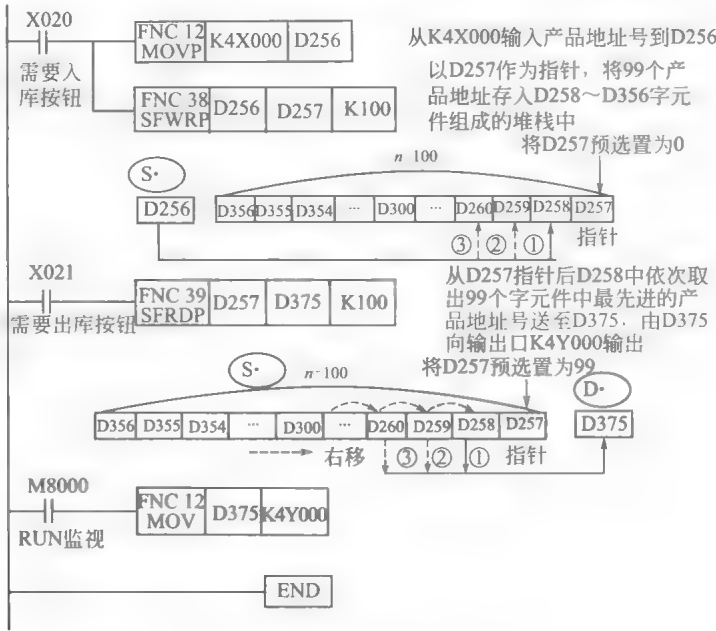 X020
FNC 12
MOVP
K4X000
D256
从K4X000输入产品地址号到D256
需要入
库按钮
以D257作为指针，将99个产
品地址存入D258～D356字元
件组成的堆栈中
FNC 38
SFWRP
D256
D257
K100
将D257预选置为0
n-100
S·
D256
D356 D355 D354 ··· D300 ··· D260 D259 D258 D257
③ ② ① 指针
X021
需要出库按钮
FNC 39
SFRDP
D257
D375
K100
从D257指针后D258中依次取
出99个字元件中最先进的产
品地址号送至D375，由D375
向输出口K4Y000输出
将D257预选置为99
S·
n-100
D·
D356 D355 D354 ··· D300 ··· D260 D259 D258 D257
D375
右移 ③ ② ① 指针
M8000
FNC 12
MOV
D375
K4Y000
RUN监视
END